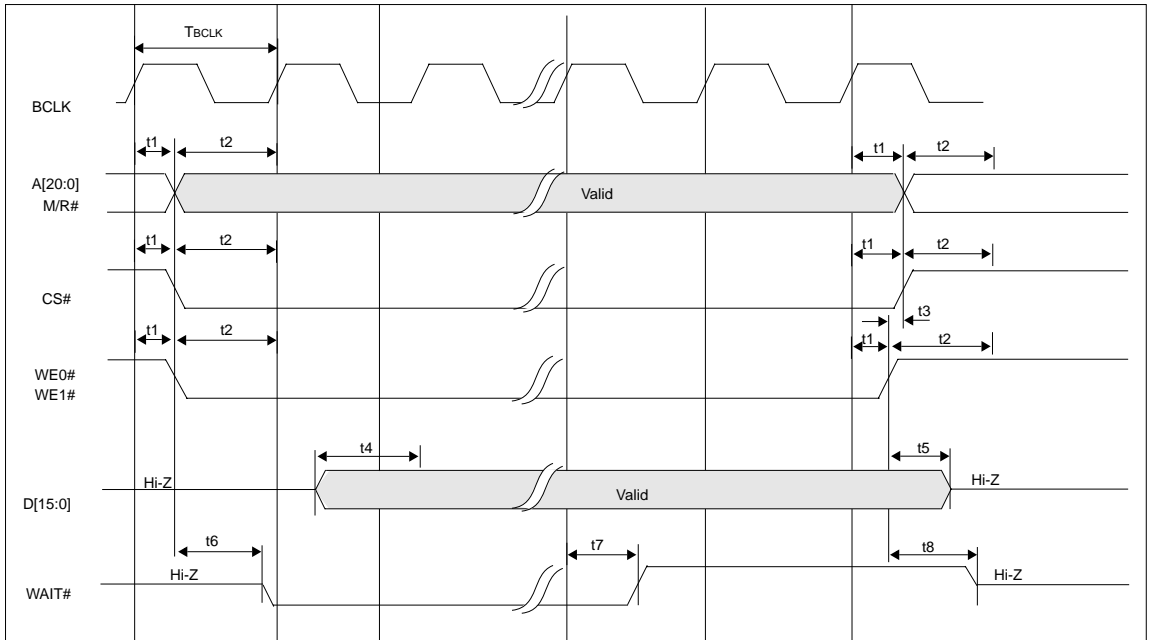 TBCLK
BCLK
t1 t2 t1 t2
A[20:0]
M/R#
Valid
t1 t2 t1 t2
CS#
t3
t1 t2 t1 t2
WE0#
WE1#
t4 t5
Hi-Z Valid Hi-Z
D[15:0]
t6 t7 t8
Hi-Z Hi-Z
WAIT#